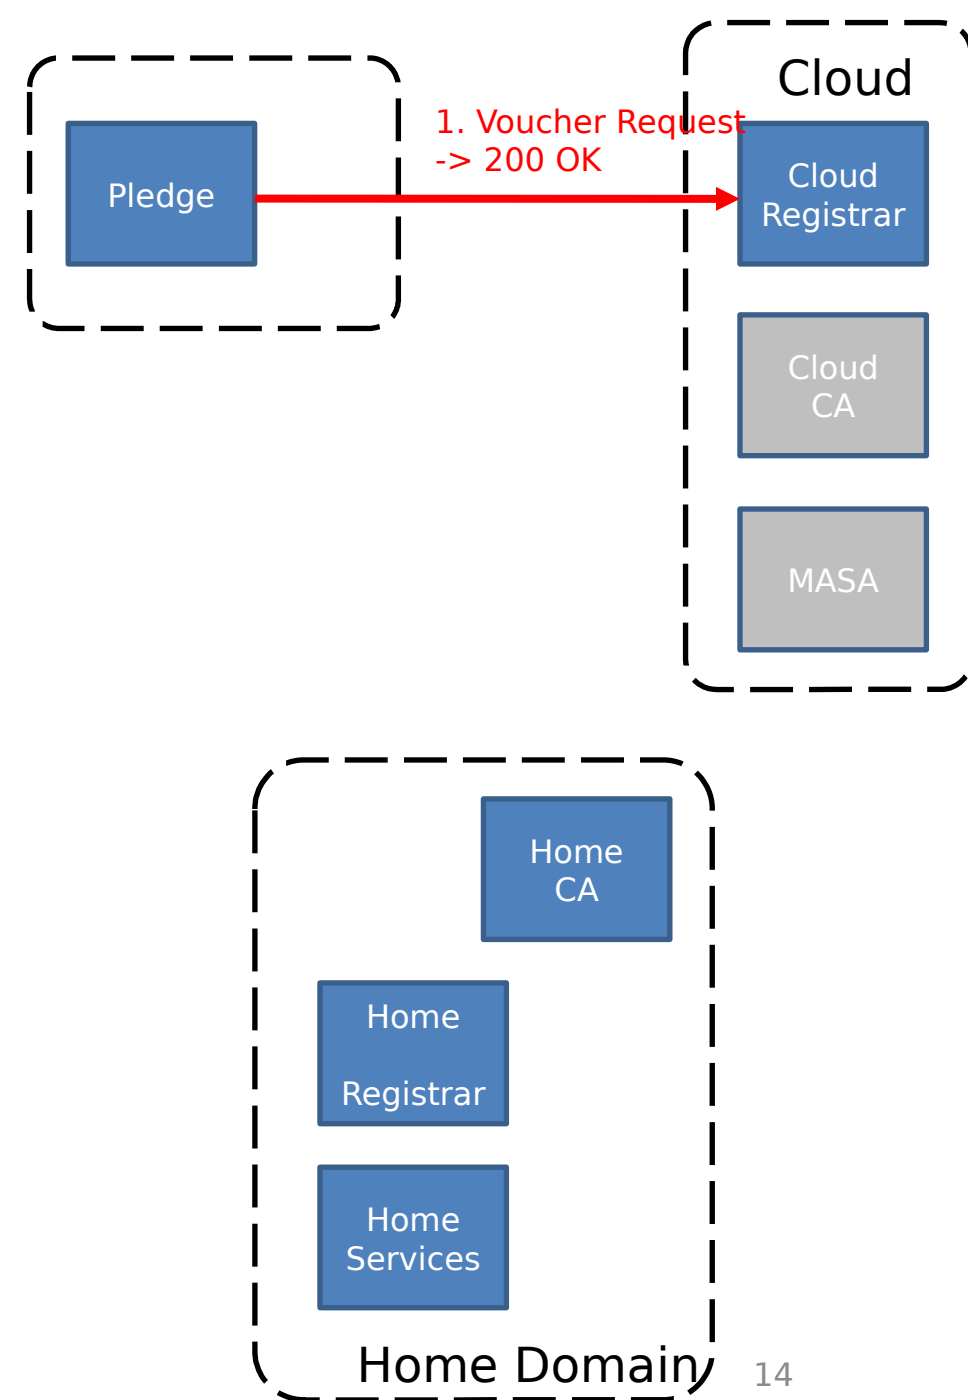 Cloud
1. Voucher Request
-> 200 OK
Pledge
Cloud
Registrar
Cloud
CA
MASA
Home
CA
Home
Registrar
Home
Services
Home Domain
14